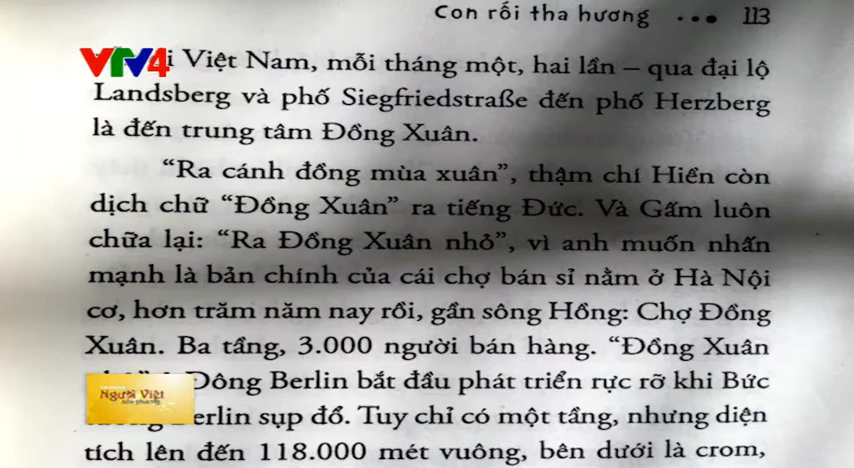 Con rối tha hương ... 113
VTV4
Việt Nam, mỗi tháng một, hai lần – qua đại lộ
Landsberg và phố Siegfriedstraße đến phố Herzberg
là đến trung tâm Đồng Xuân.
“Ra cánh đồng mùa xuân”, thậm chí Hiền còn
dịch chữ “Đồng Xuân” ra tiếng Đức. Và Gấm luôn
chữa lại: “Ra Đồng Xuân nhỏ”, vì anh muốn nhấn
mạnh là bản chính của cái chợ bán sỉ nằm ở Hà Nội
cơ, hơn trăm năm nay rồi, gần sông Hồng: Chợ Đồng
Xuân. Ba tầng, 3.000 người bán hàng. “Đồng Xuân
Đông Berlin bắt đầu phát triển rực rỡ khi Bức
Người Việt
Berlin sụp đổ. Tuy chỉ có một tầng, nhưng diện
tích lên đến 118.000 mét vuông, bên dưới là crom,